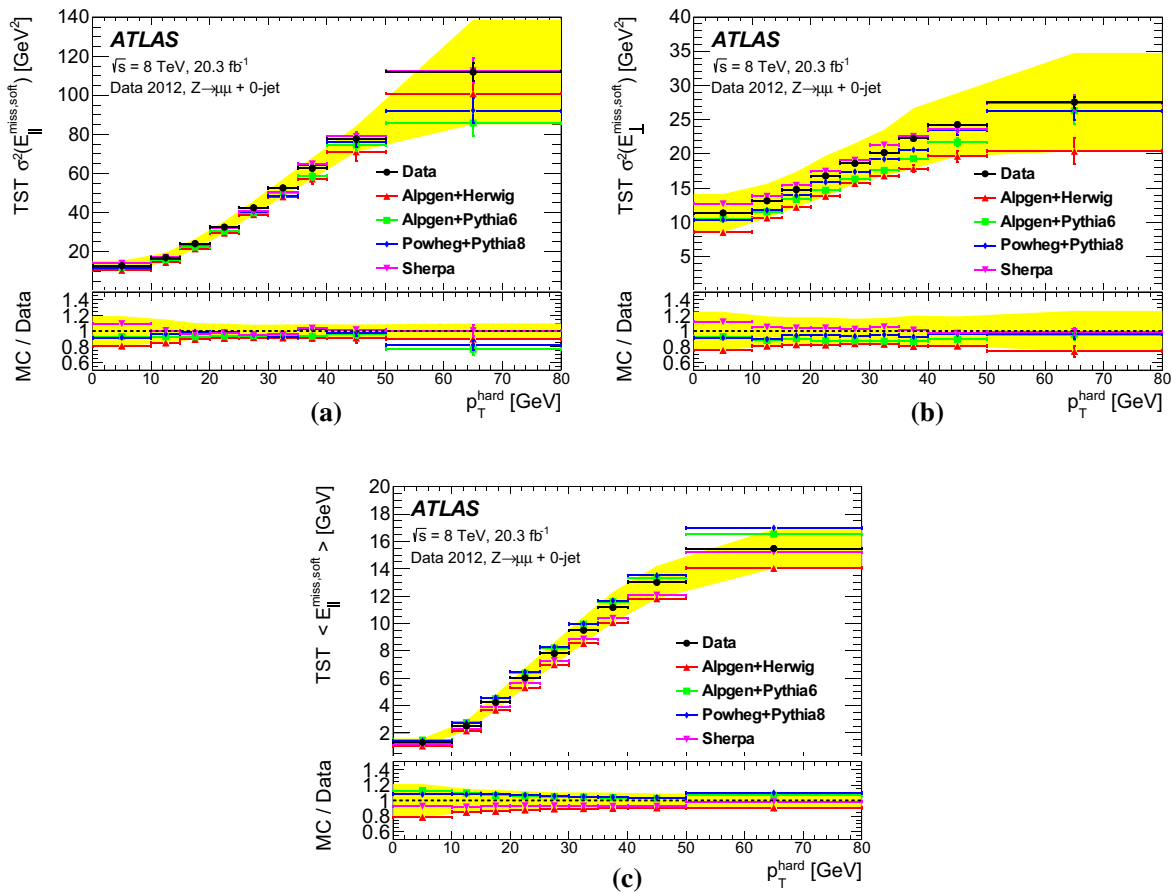 TST σ²(E∥^miss,soft) [GeV²]
140
120
100
80
60
40
20
ATLAS
√s = 8 TeV, 20.3 fb⁻¹
Data 2012, Z→μμ + 0-jet
Data
Alpgen+Herwig
Alpgen+Pythia6
Powheg+Pythia8
Sherpa
MC / Data
1.4
1.2
1
0.8
0.6
0 10 20 30 40 50 60 70 80
p_T^hard [GeV]
(a)
TST σ²(E⊥^miss,soft) [GeV²]
40
35
30
25
20
15
10
5
ATLAS
√s = 8 TeV, 20.3 fb⁻¹
Data 2012, Z→μμ + 0-jet
Data
Alpgen+Herwig
Alpgen+Pythia6
Powheg+Pythia8
Sherpa
MC / Data
1.4
1.2
1
0.8
0.6
0 10 20 30 40 50 60 70 80
p_T^hard [GeV]
(b)
TST < E∥^miss,soft > [GeV]
20
18
16
14
12
10
8
6
4
2
ATLAS
√s = 8 TeV, 20.3 fb⁻¹
Data 2012, Z→μμ + 0-jet
Data
Alpgen+Herwig
Alpgen+Pythia6
Powheg+Pythia8
Sherpa
MC / Data
1.4
1.2
1
0.8
0.6
0 10 20 30 40 50 60 70 80
p_T^hard [GeV]
(c)